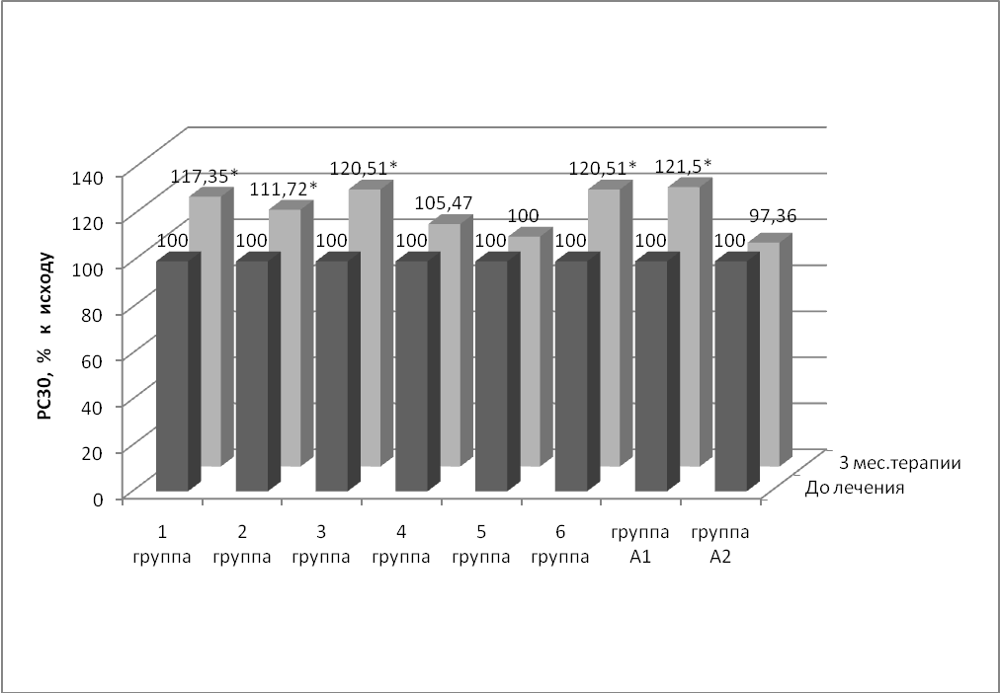 117,35*
111,72*
120,51*
105,47
100
120,51*
121,5*
97,36
100
100
100
100
100
100
100
100
140
120
100
80
60
40
20
0
РС30, % к исходу
3 мес.терапии
До лечения
1 группа
2 группа
3 группа
4 группа
5 группа
6 группа
группа А1
группа А2